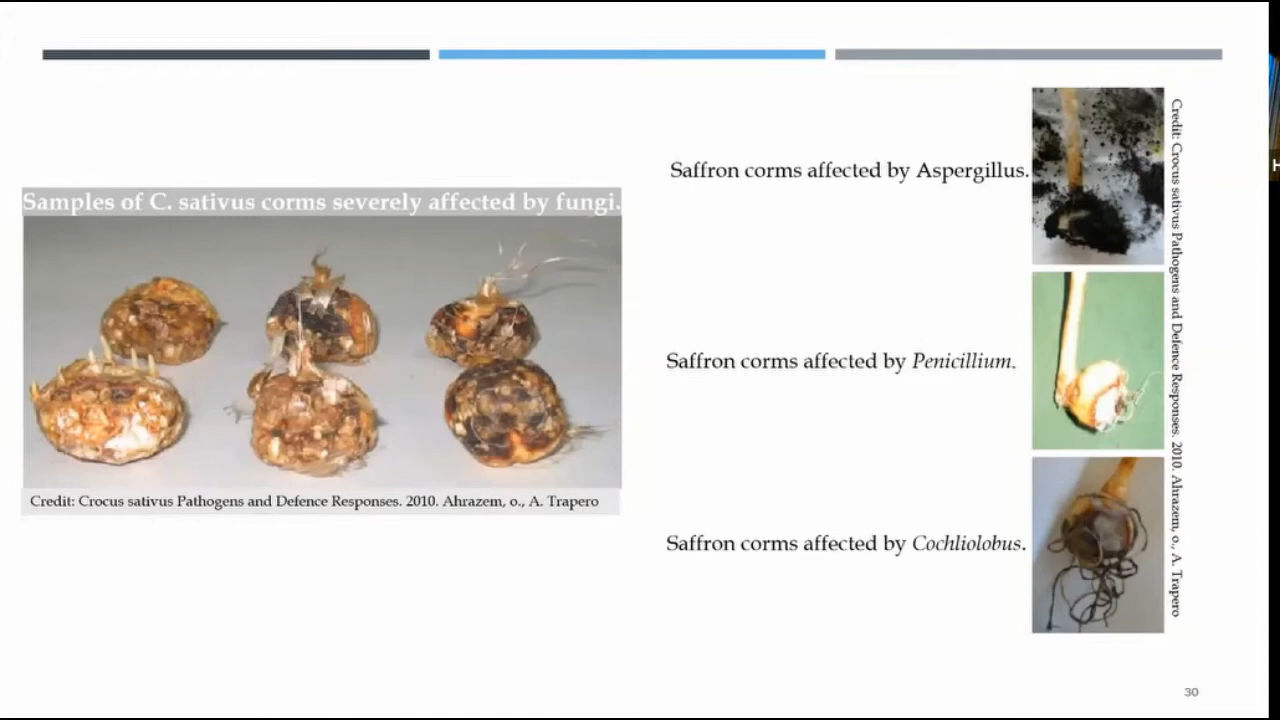 Samples of C. sativus corms severely affected by fungi.
Credit: Crocus sativus Pathogens and Defence Responses. 2010. Ahrazem, o., A. Trapero
Saffron corms affected by Aspergillus.
Saffron corms affected by Penicillium.
Saffron corms affected by Cochliolobus.
Credit: Crocus sativus Pathogens and Defence Responses. 2010. Ahrazem, o., A. Trapero
30
H